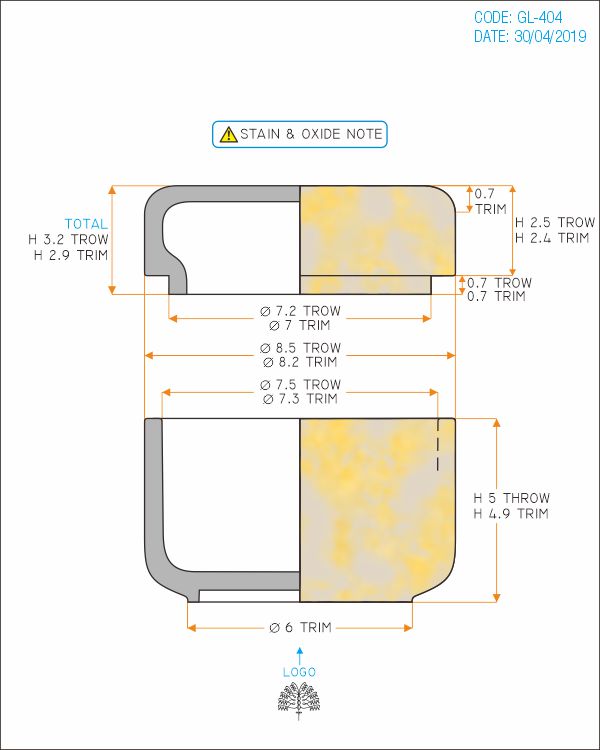 CODE: GL-404
DATE: 30/04/2019
STAIN & OXIDE NOTE
0.7
TRIM
TOTAL
H 3.2 TROW
H 2.9 TRIM
H 2.5 TROW
H 2.4 TRIM
0.7 TROW
0.7 TRIM
Ø 7.2 TROW
Ø 7 TRIM
Ø 8.5 TROW
Ø 8.2 TRIM
Ø 7.5 TROW
Ø 7.3 TRIM
H 5 THROW
H 4.9 TRIM
Ø 6 TRIM
LOGO